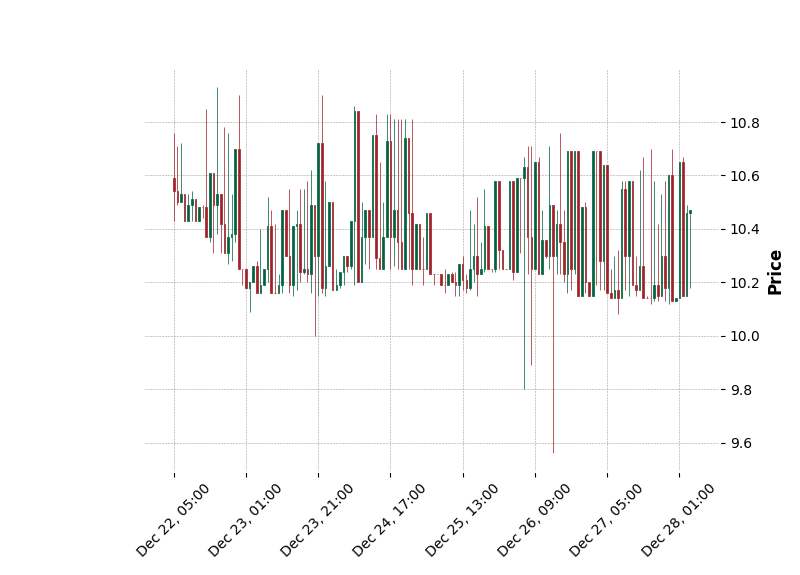 10.8
10.6
10.4
10.2
10.0
9.8
9.6
Price
Dec 22, 05:00
Dec 23, 01:00
Dec 23, 21:00
Dec 24, 17:00
Dec 25, 13:00
Dec 26, 09:00
Dec 27, 05:00
Dec 28, 01:00